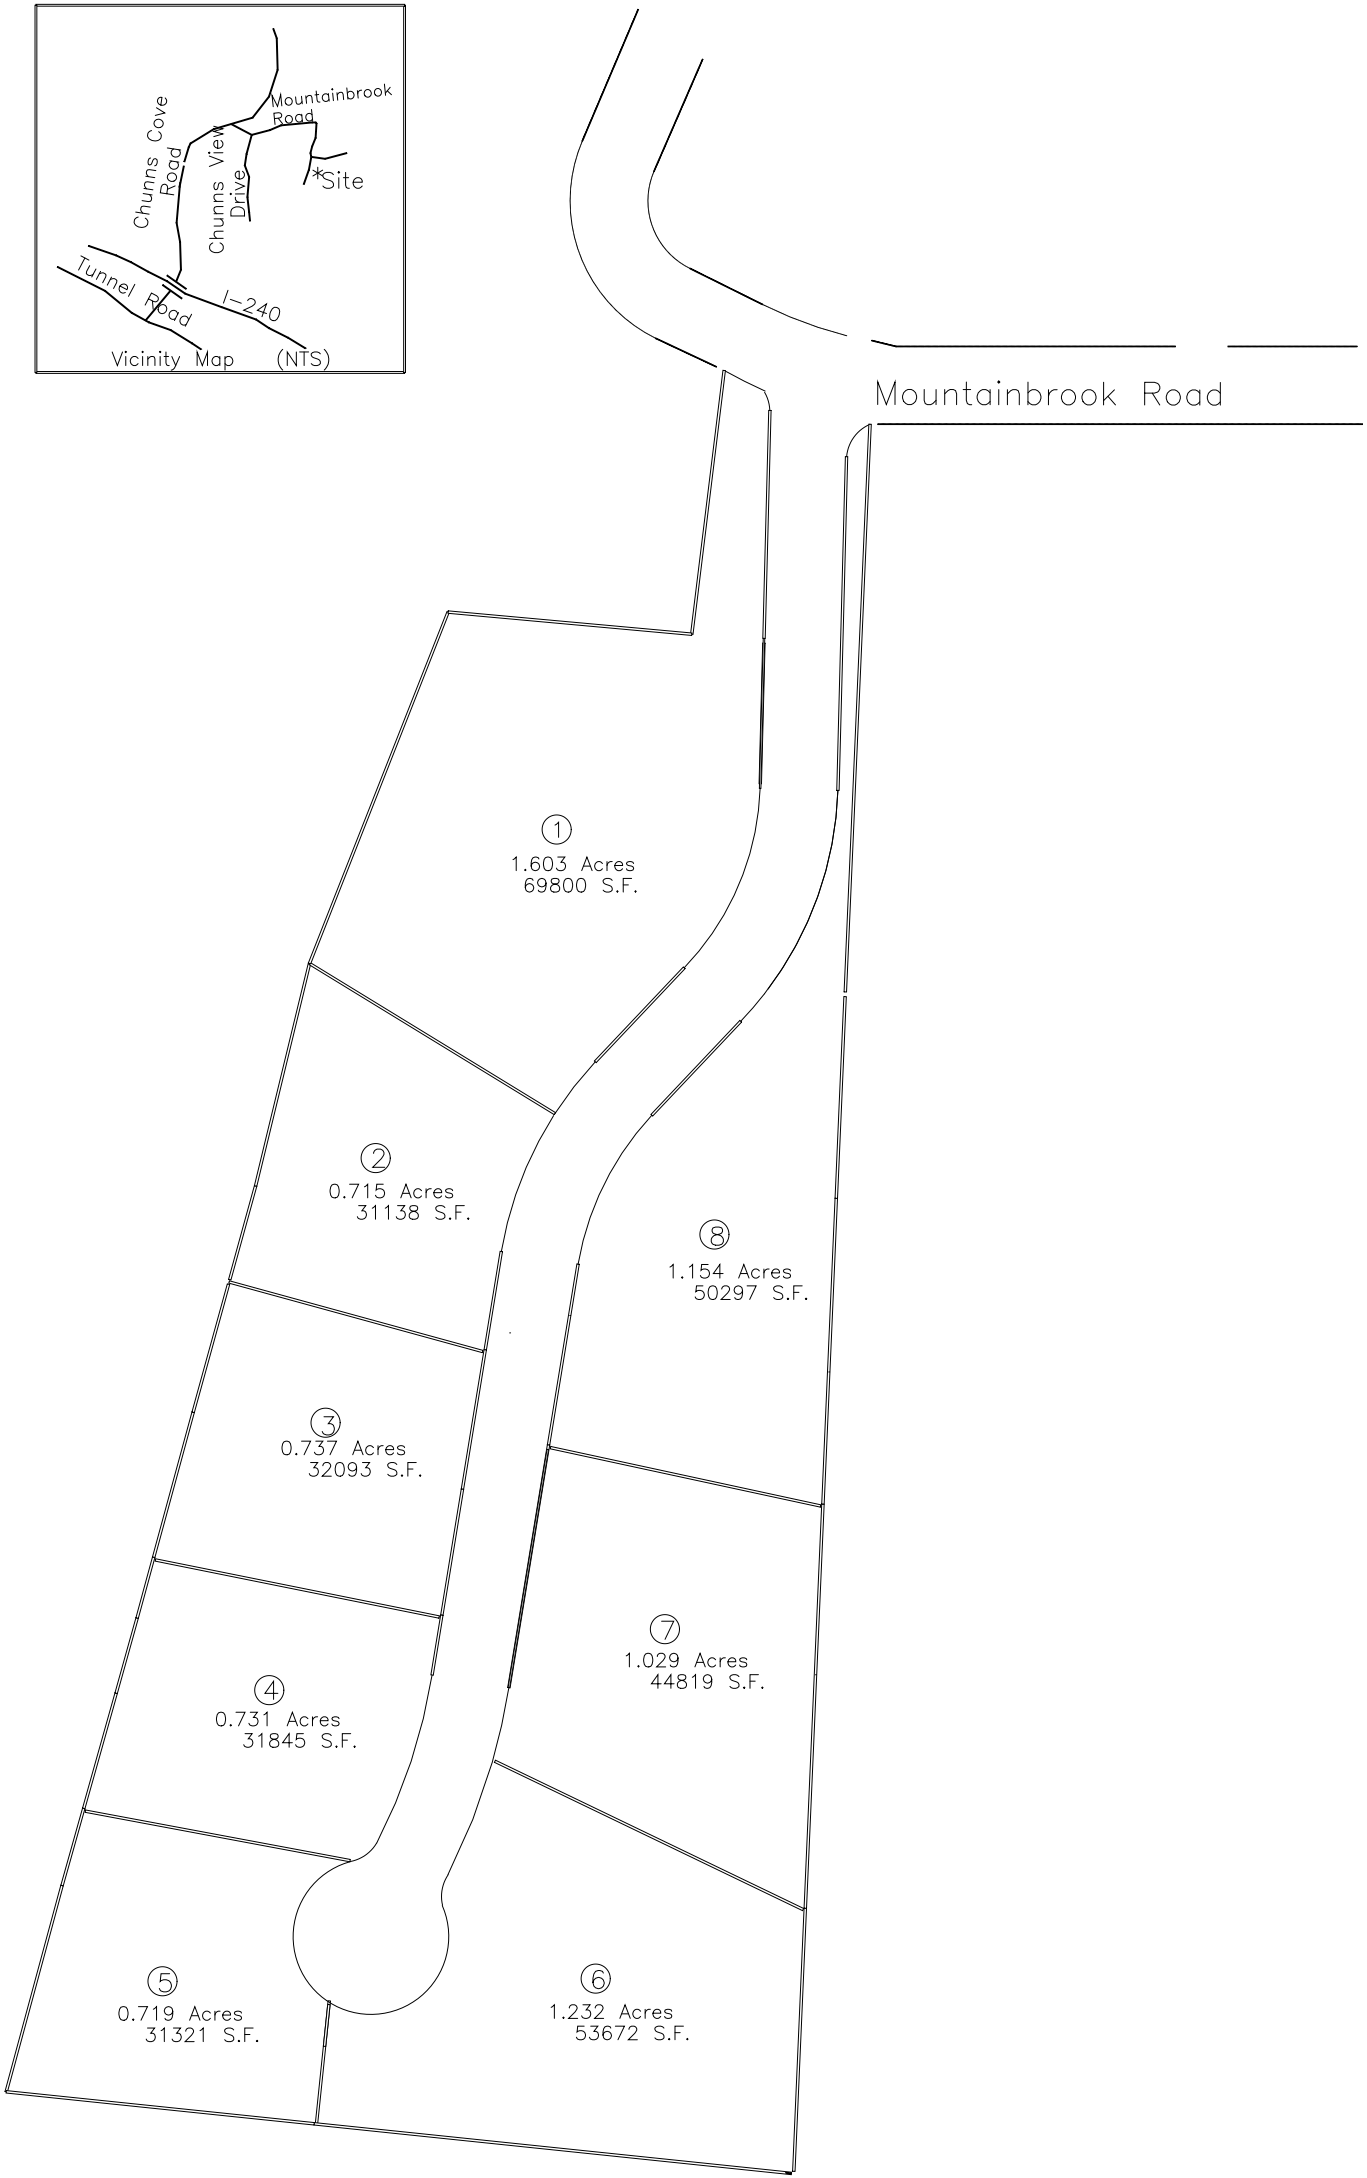 Mountainbrook
Road
Chunns Cove
Road
Chunns View
Drive
*Site
Tunnel Road
I-240
Vicinity Map (NTS)
Mountainbrook Road
1
1.603 Acres
69800 S.F.
2
0.715 Acres
31138 S.F.
8
1.154 Acres
50297 S.F.
3
0.737 Acres
32093 S.F.
7
1.029 Acres
44819 S.F.
4
0.731 Acres
31845 S.F.
5
0.719 Acres
31321 S.F.
6
1.232 Acres
53672 S.F.